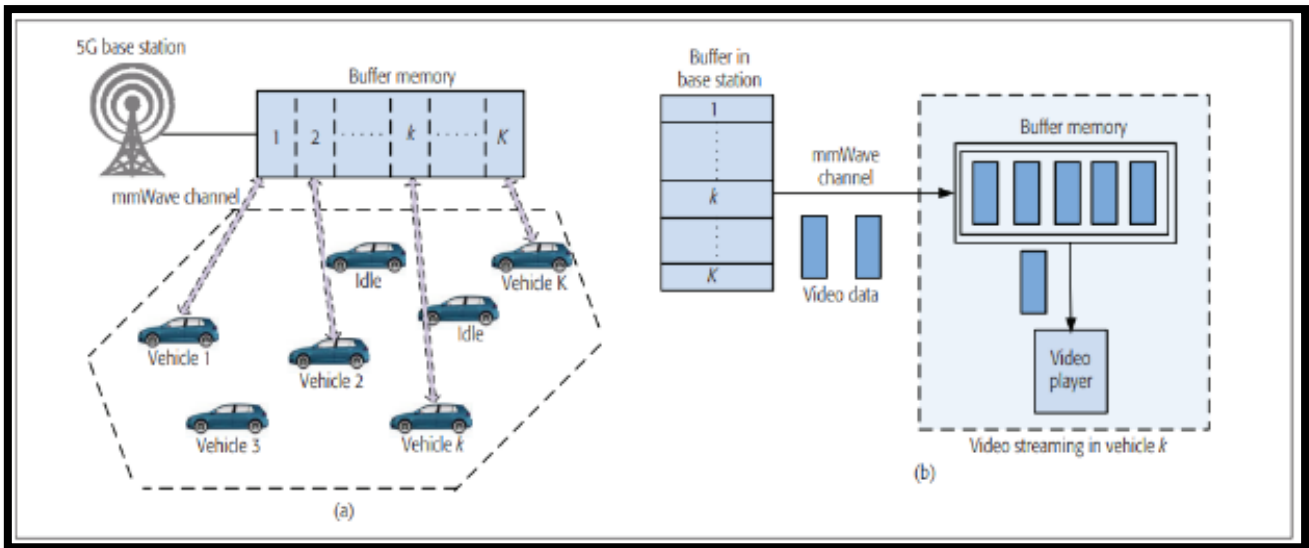 5G base station
Buffer memory
1
2
......
k
......
K
mmWave channel
Idle
Vehicle K
Idle
Vehicle 1
Vehicle 2
Vehicle 3
Vehicle k
(a)
Buffer in
base station
1
k
K
mmWave
channel
Video data
Buffer memory
Video
player
Video streaming in vehicle k
(b)